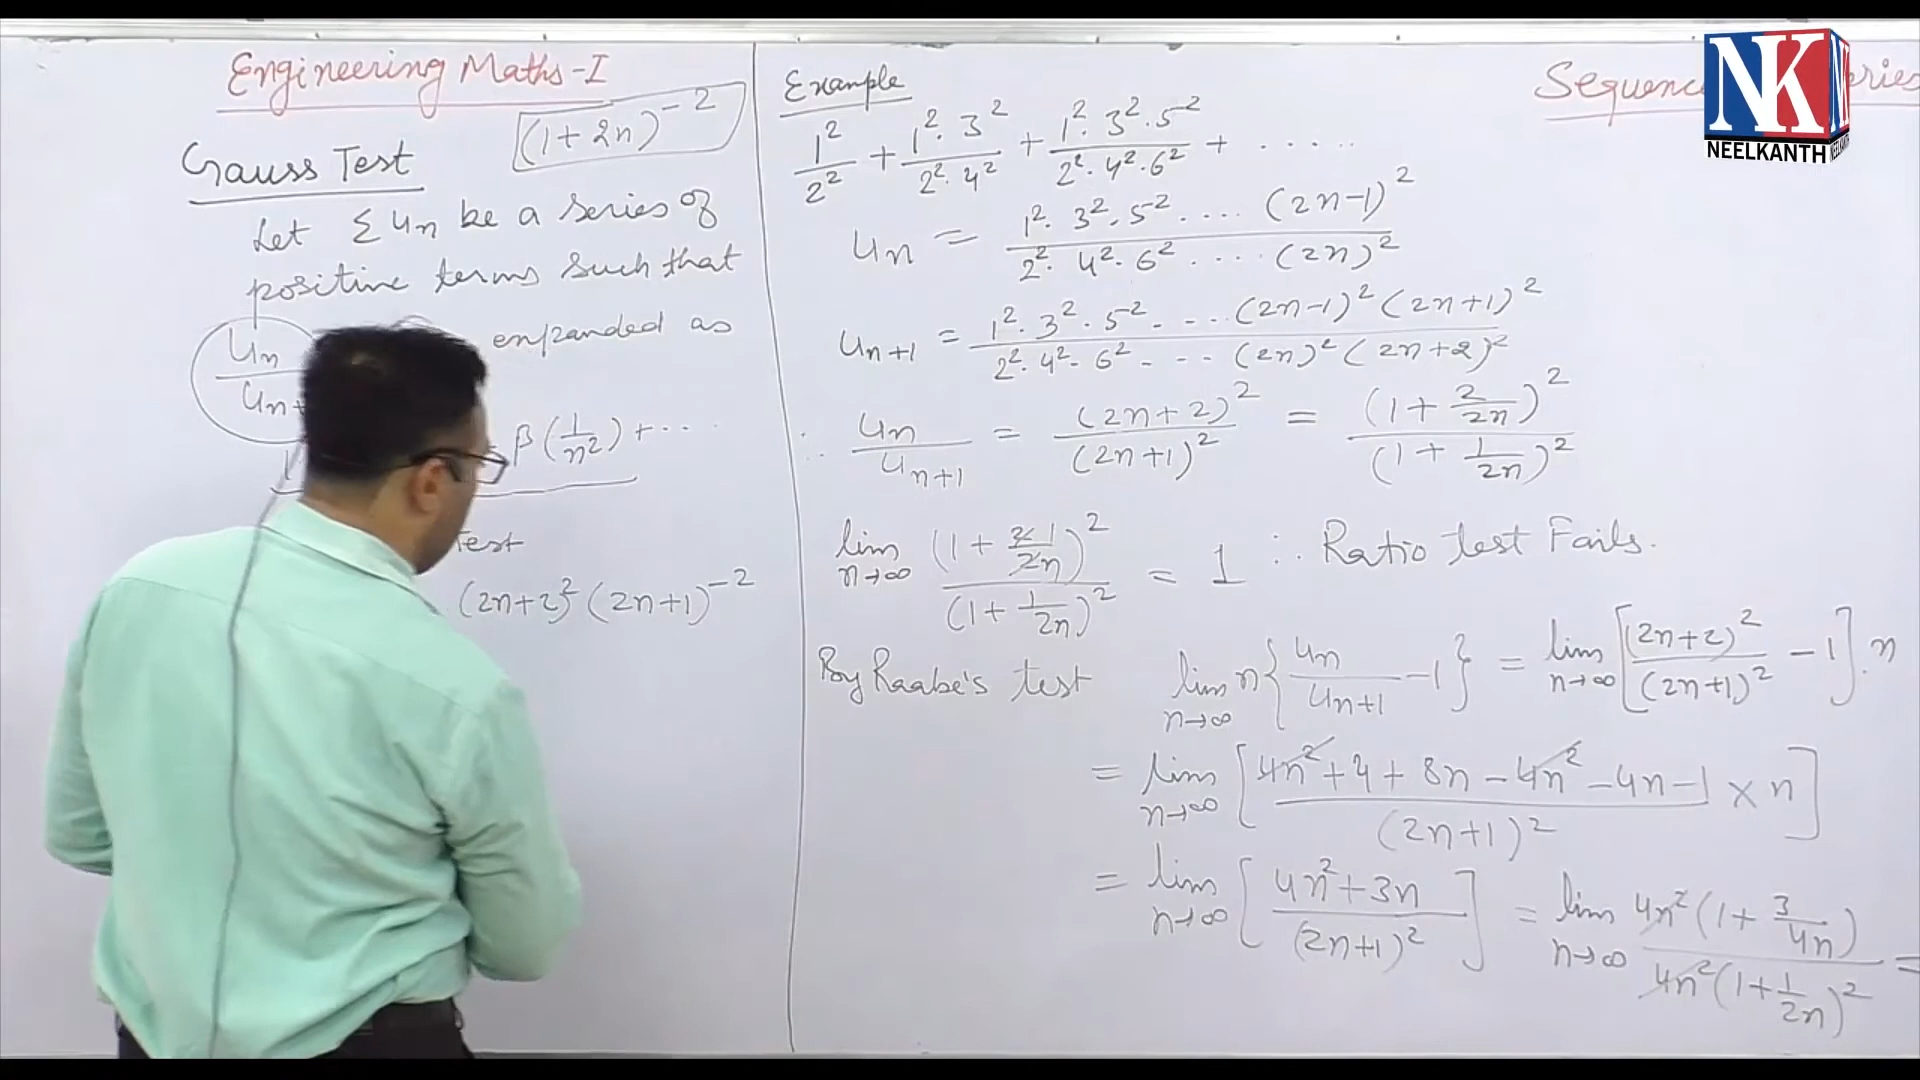 Engineering Maths-I
(1+2n)^-2
Gauss Test
Let Σ un be a series of
positive terms such that
un/un+ expanded as
β(1/n²) + ...
Test
(2n+2)² (2n+1)^-2
Example
1²/2² + 1²·3²/2²·4² + 1²·3²·5²/2²·4²·6² + ......
un = 1²·3²·5²....(2n-1)² / 2²·4²·6²....(2n)²
un+1 = 1²·3²·5²....(2n-1)²(2n+1)² / 2²·4²·6²....(2n)²(2n+2)²
∴ un/un+1 = (2n+2)²/(2n+1)² = (1+2/2n)²/(1+1/2n)²
lim n→∞ (1+2 1/2n)²/(1+1/2n)² = 1 ∴ Ratio test Fails.
By Raabe's test lim n→∞ n{un/un+1 -1} = lim n→∞ [(2n+2)²/(2n+1)² -1].n
= lim n→∞ [4n²+4+8n-4n²-4n-1/(2n+1)² × n]
= lim n→∞ [4n²+3n/(2n+1)²] = lim n→∞ 4n²(1+3/4n)/4n²(1+1/2n)² =
Sequenc eries
NK
NEELKANTH